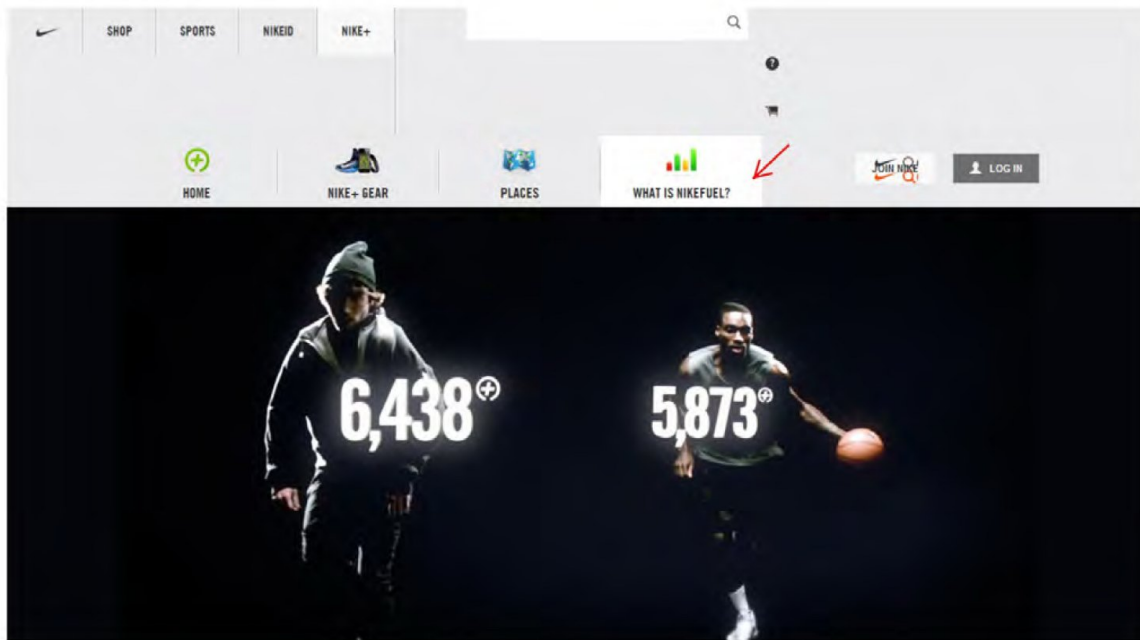 SHOP SPORTS NIKEID NIKE+
?
HOME NIKE+ GEAR PLACES WHAT IS NIKEFUEL? JOIN NIKE LOG IN
6,438 5,873